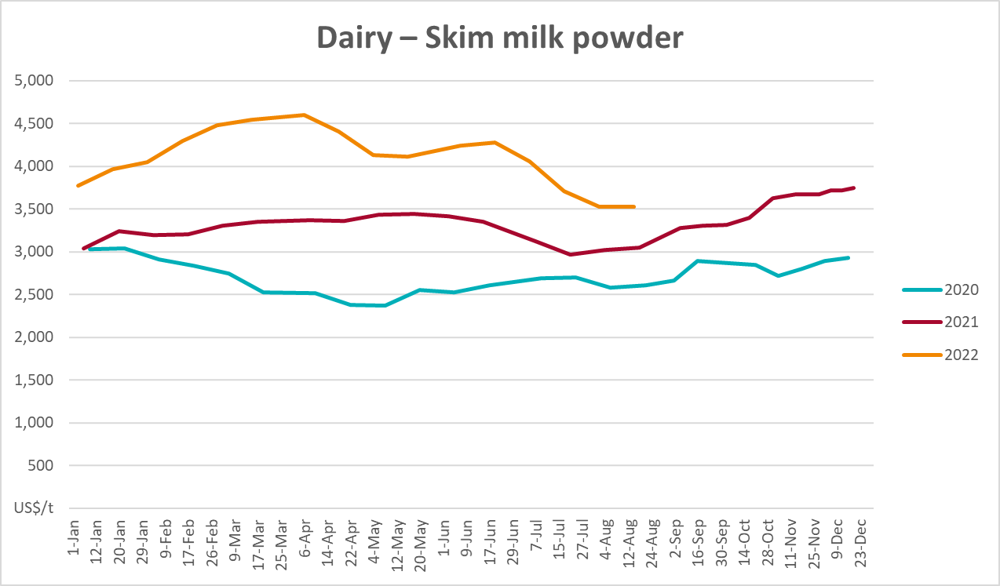 Dairy – Skim milk powder
5,000
4,500
4,000
3,500
3,000
2,500
2,000
1,500
1,000
500
US$/t
2020
2021
2022
1-Jan
12-Jan
20-Jan
29-Jan
9-Feb
17-Feb
26-Feb
9-Mar
17-Mar
25-Mar
6-Apr
14-Apr
22-Apr
4-May
12-May
20-May
1-Jun
9-Jun
17-Jun
29-Jun
7-Jul
15-Jul
27-Jul
4-Aug
12-Aug
24-Aug
2-Sep
16-Sep
30-Sep
14-Oct
28-Oct
11-Nov
25-Nov
9-Dec
23-Dec